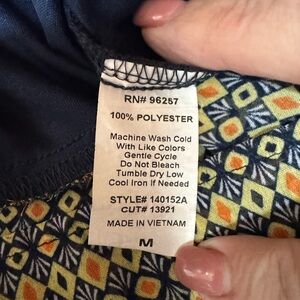 RN# 96257
100% POLYESTER
Machine Wash Cold
With Like Colors
Gentle Cycle
Do Not Bleach
Tumble Dry Low
Cool Iron If Needed
STYLE# 140152A
CUT# 13921
MADE IN VIETNAM
M